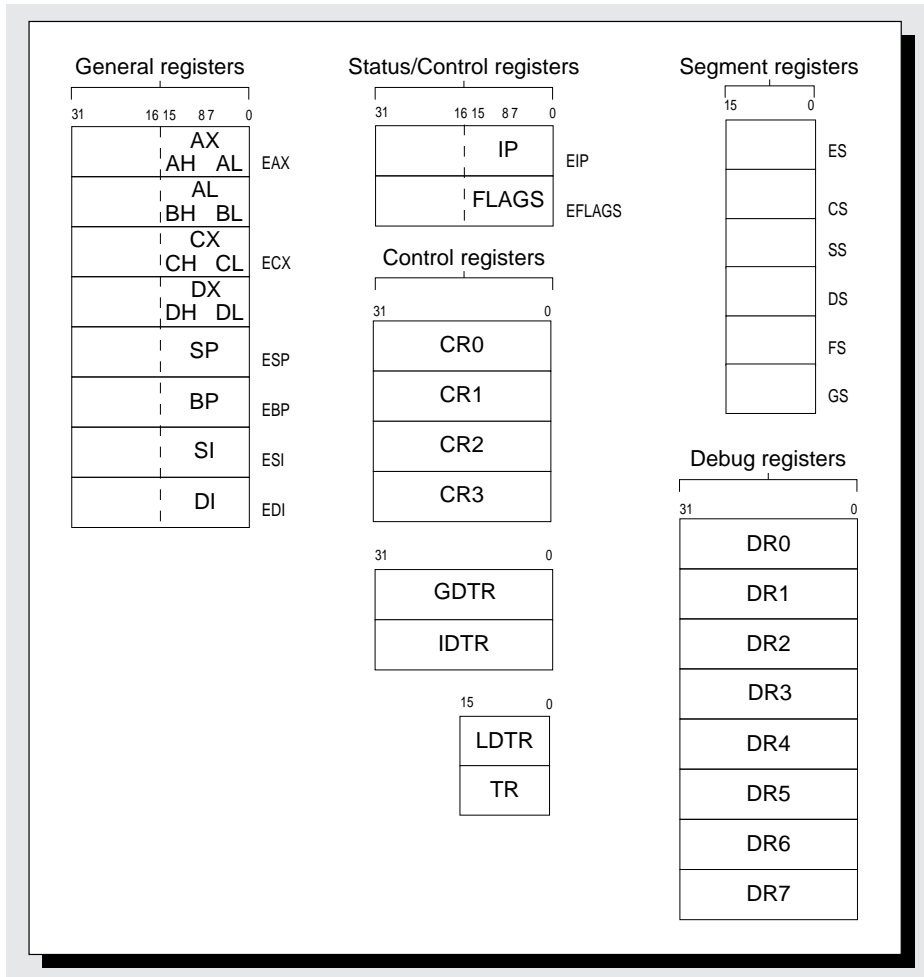 General registers
31 16 15 8 7 0
AX
AH AL EAX
AL
BH BL
CX
CH CL ECX
DX
DH DL
SP ESP
BP EBP
SI ESI
DI EDI
Status/Control registers
31 16 15 8 7 0
IP EIP
FLAGS EFLAGS
Control registers
31 0
CR0
CR1
CR2
CR3
31 0
GDTR
IDTR
15 0
LDTR
TR
Segment registers
15 0
ES
CS
SS
DS
FS
GS
Debug registers
31 0
DR0
DR1
DR2
DR3
DR4
DR5
DR6
DR7